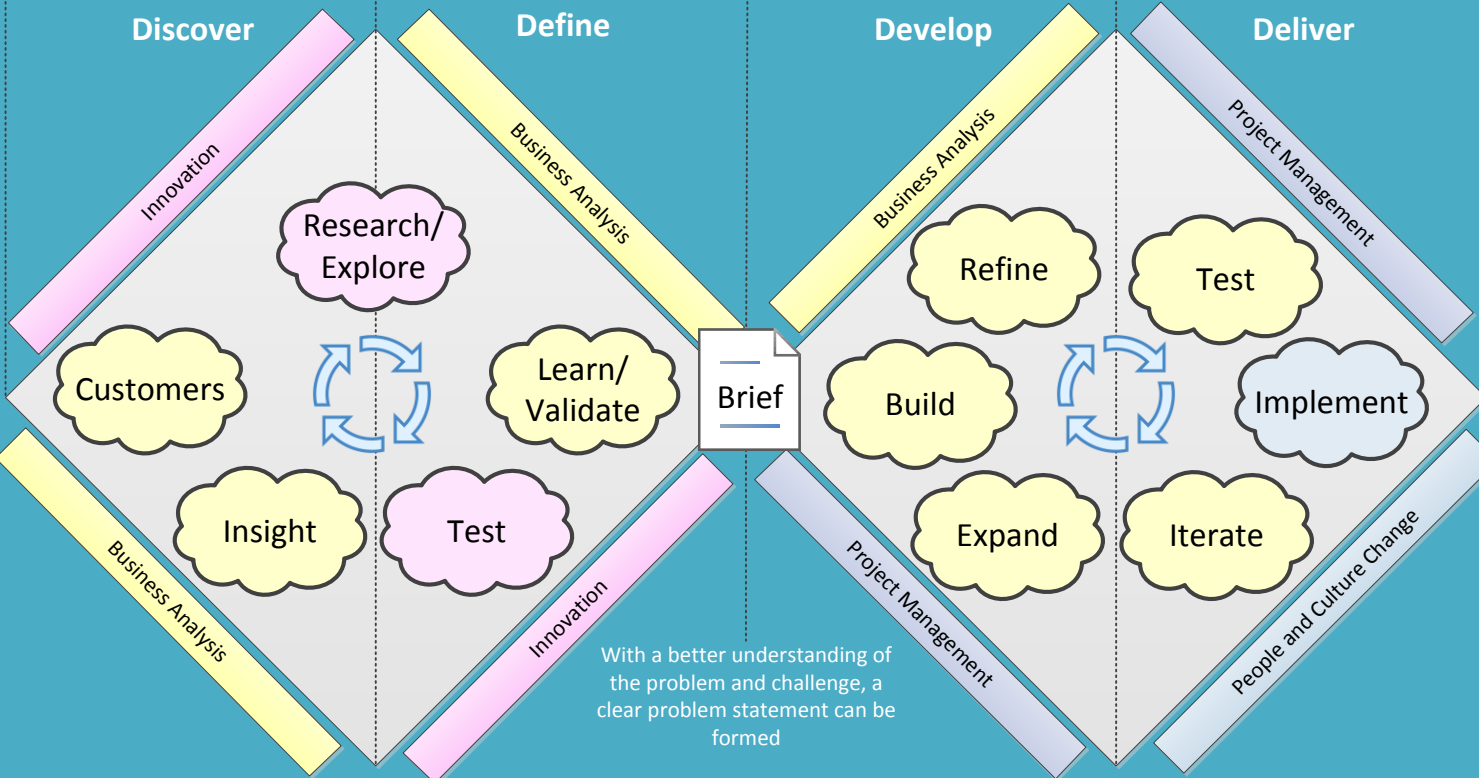 Discover
Define
Develop
Deliver
Innovation
Business Analysis
Business Analysis
Project Management
Research/
Explore
Customers
Learn/
Validate
Insight
Test
Brief
Refine
Test
Build
Implement
Expand
Iterate
Business Analysis
Innovation
Project Management
People and Culture Change
With a better understanding of
the problem and challenge, a
clear problem statement can be
formed